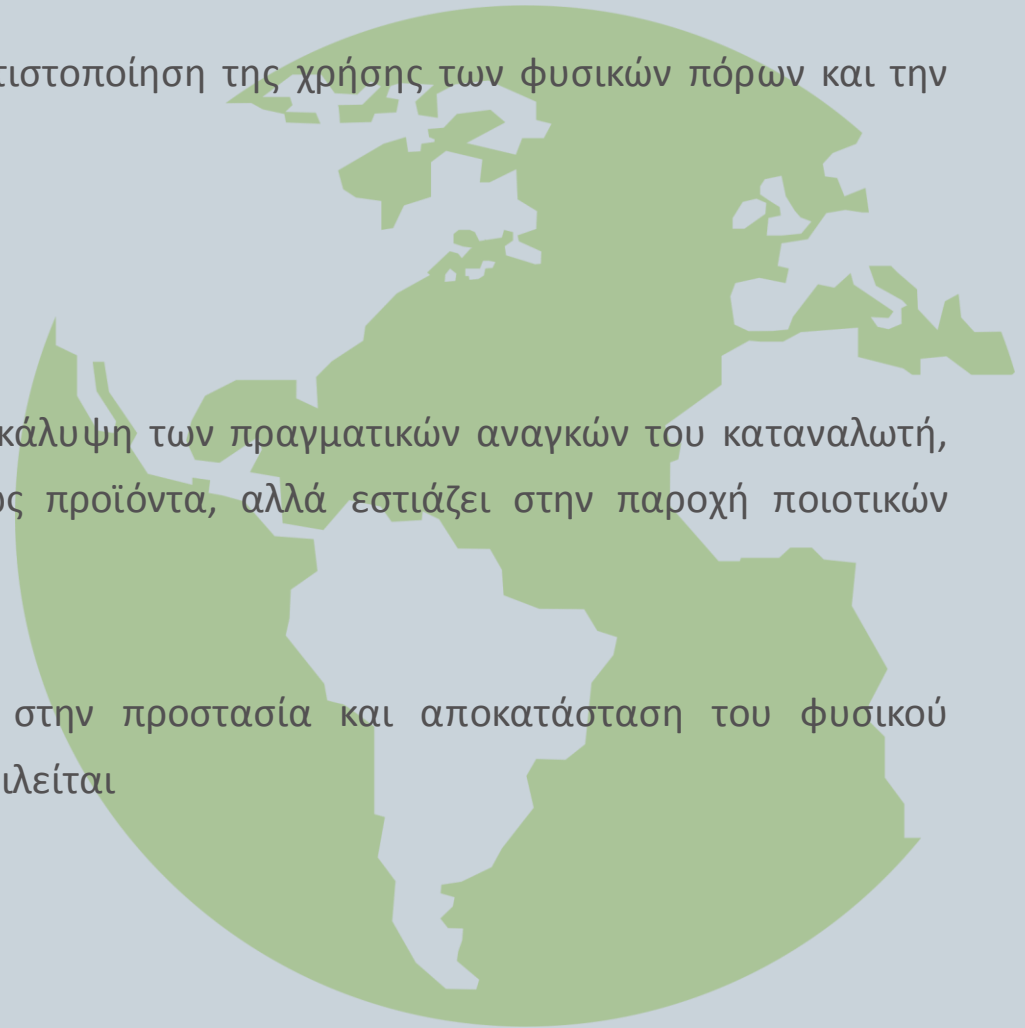 τιστοποίηση της χρήσης των φυσικών πόρων και την
κάλυψη των πραγματικών αναγκών του καταναλωτή,
ος προϊόντα, αλλά εστιάζει στην παροχή ποιοτικών
στην προστασία και αποκατάσταση του φυσικού
ιλείται